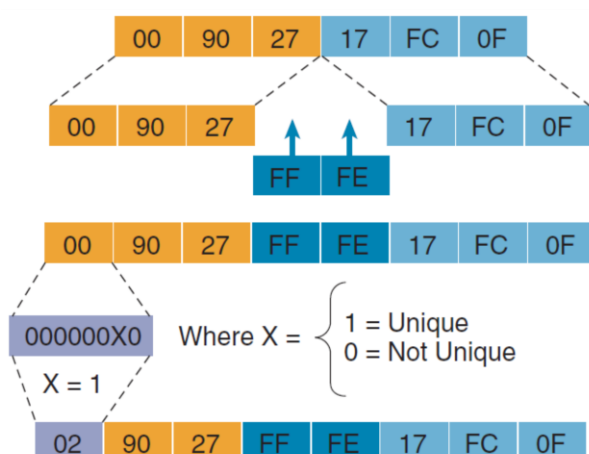 00 90 27 17 FC 0F
00 90 27 17 FC 0F
FF FE
00 90 27 FF FE 17 FC 0F
000000X0 Where X =
1 = Unique
0 = Not Unique
X = 1
02 90 27 FF FE 17 FC 0F